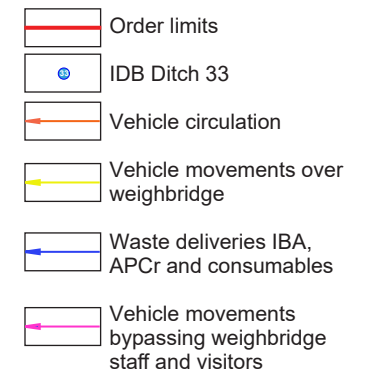 Order limits
IDB Ditch 33
Vehicle circulation
Vehicle movements over
weighbridge
Waste deliveries IBA,
APCr and consumables
Vehicle movements
bypassing weighbridge
staff and visitors